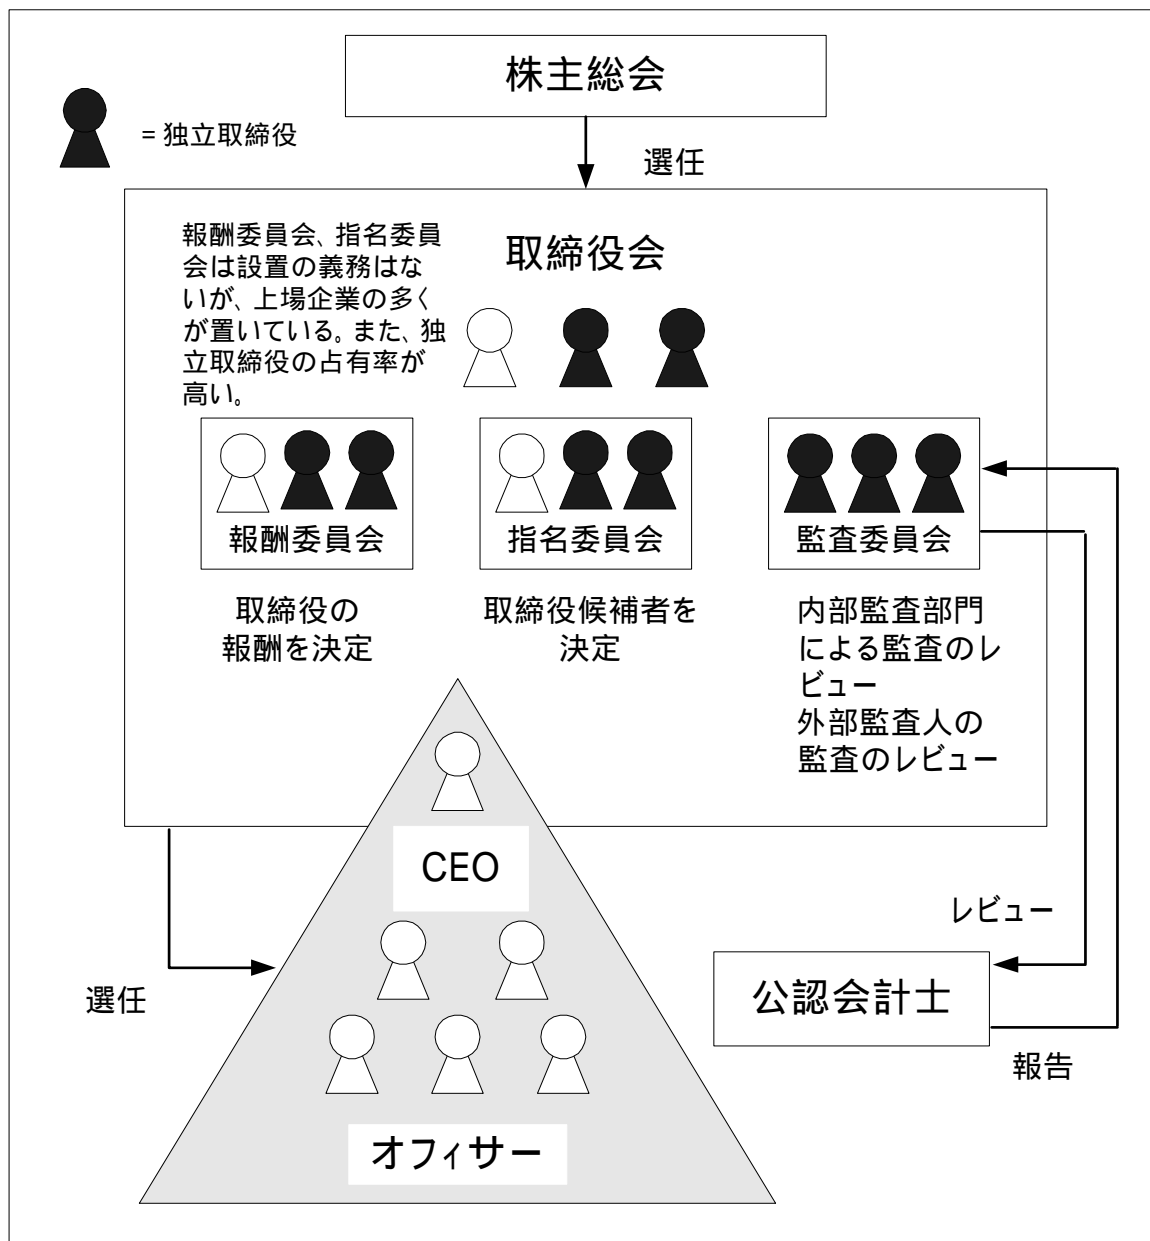 株主総会
= 独立取締役
選任
報酬委員会、指名委員
会は設置の義務はな
いが、上場企業の多く
が置いている。また、独
立取締役の占有率が
高い。
取締役会
報酬委員会
指名委員会
監査委員会
取締役の
報酬を決定
取締役候補者を
決定
内部監査部門
による監査のレ
ビュー
外部監査人の
監査のレビュー
CEO
レビュー
公認会計士
選任
報告
オフィサー